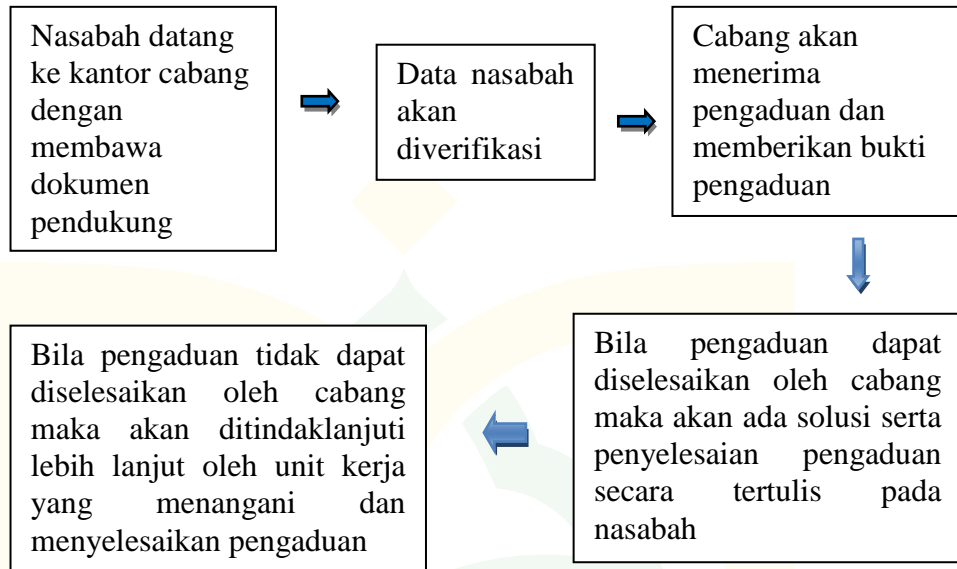 Nasabah datang
ke kantor cabang
dengan
membawa
dokumen
pendukung
Data nasabah
akan
diverifikasi
Cabang akan
menerima
pengaduan dan
memberikan bukti
pengaduan
Bila pengaduan dapat
diselesaikan oleh cabang
maka akan ada solusi serta
penyelesaian pengaduan
secara tertulis pada
nasabah
Bila pengaduan tidak dapat
diselesaikan oleh cabang
maka akan ditindaklanjuti
lebih lanjut oleh unit kerja
yang menangani dan
menyelesaikan pengaduan